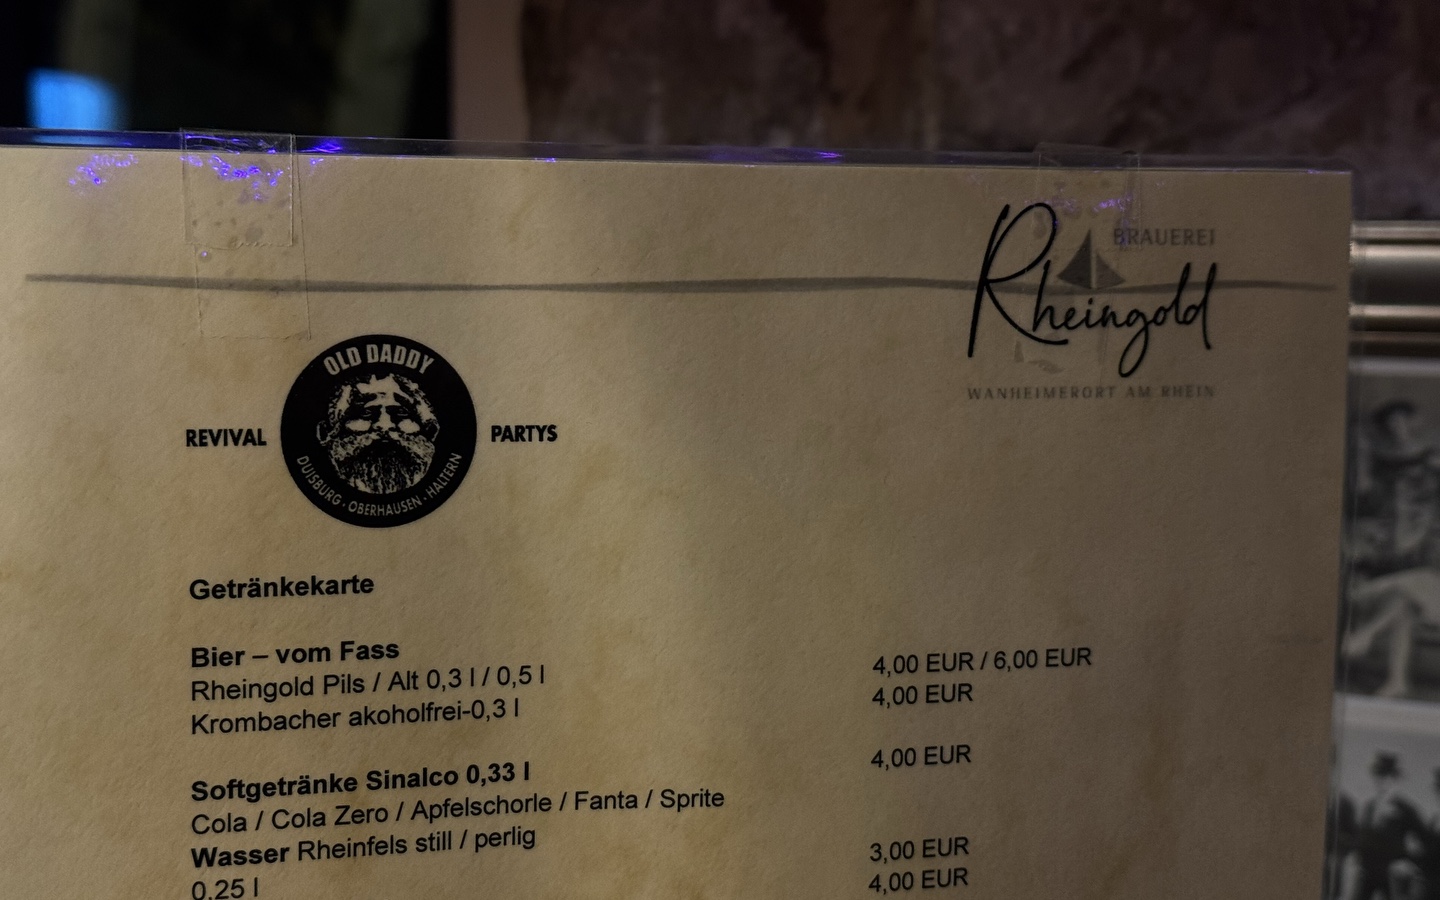 BRAUEREI
Rheingold
WANHEIMERORT AM RHEIN
OLD DADDY
REVIVAL PARTYS
DUISBURG · OBERHAUSEN · HALTERN
Getränkekarte
Bier – vom Fass
Rheingold Pils / Alt 0,3 l / 0,5 l 4,00 EUR / 6,00 EUR
Krombacher akoholfrei-0,3 l 4,00 EUR
Softgetränke Sinalco 0,33 l 4,00 EUR
Cola / Cola Zero / Apfelschorle / Fanta / Sprite
Wasser Rheinfels still / perlig
0,25 l 3,00 EUR
4,00 EUR